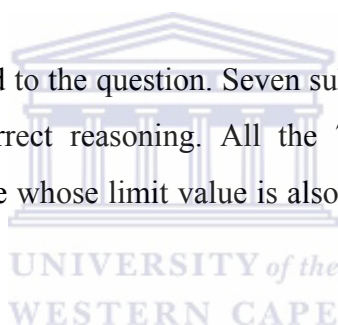 d to the question. Seven su
rrect reasoning. All the
e whose limit value is also
UNIVERSITY of the
WESTERN CAPE